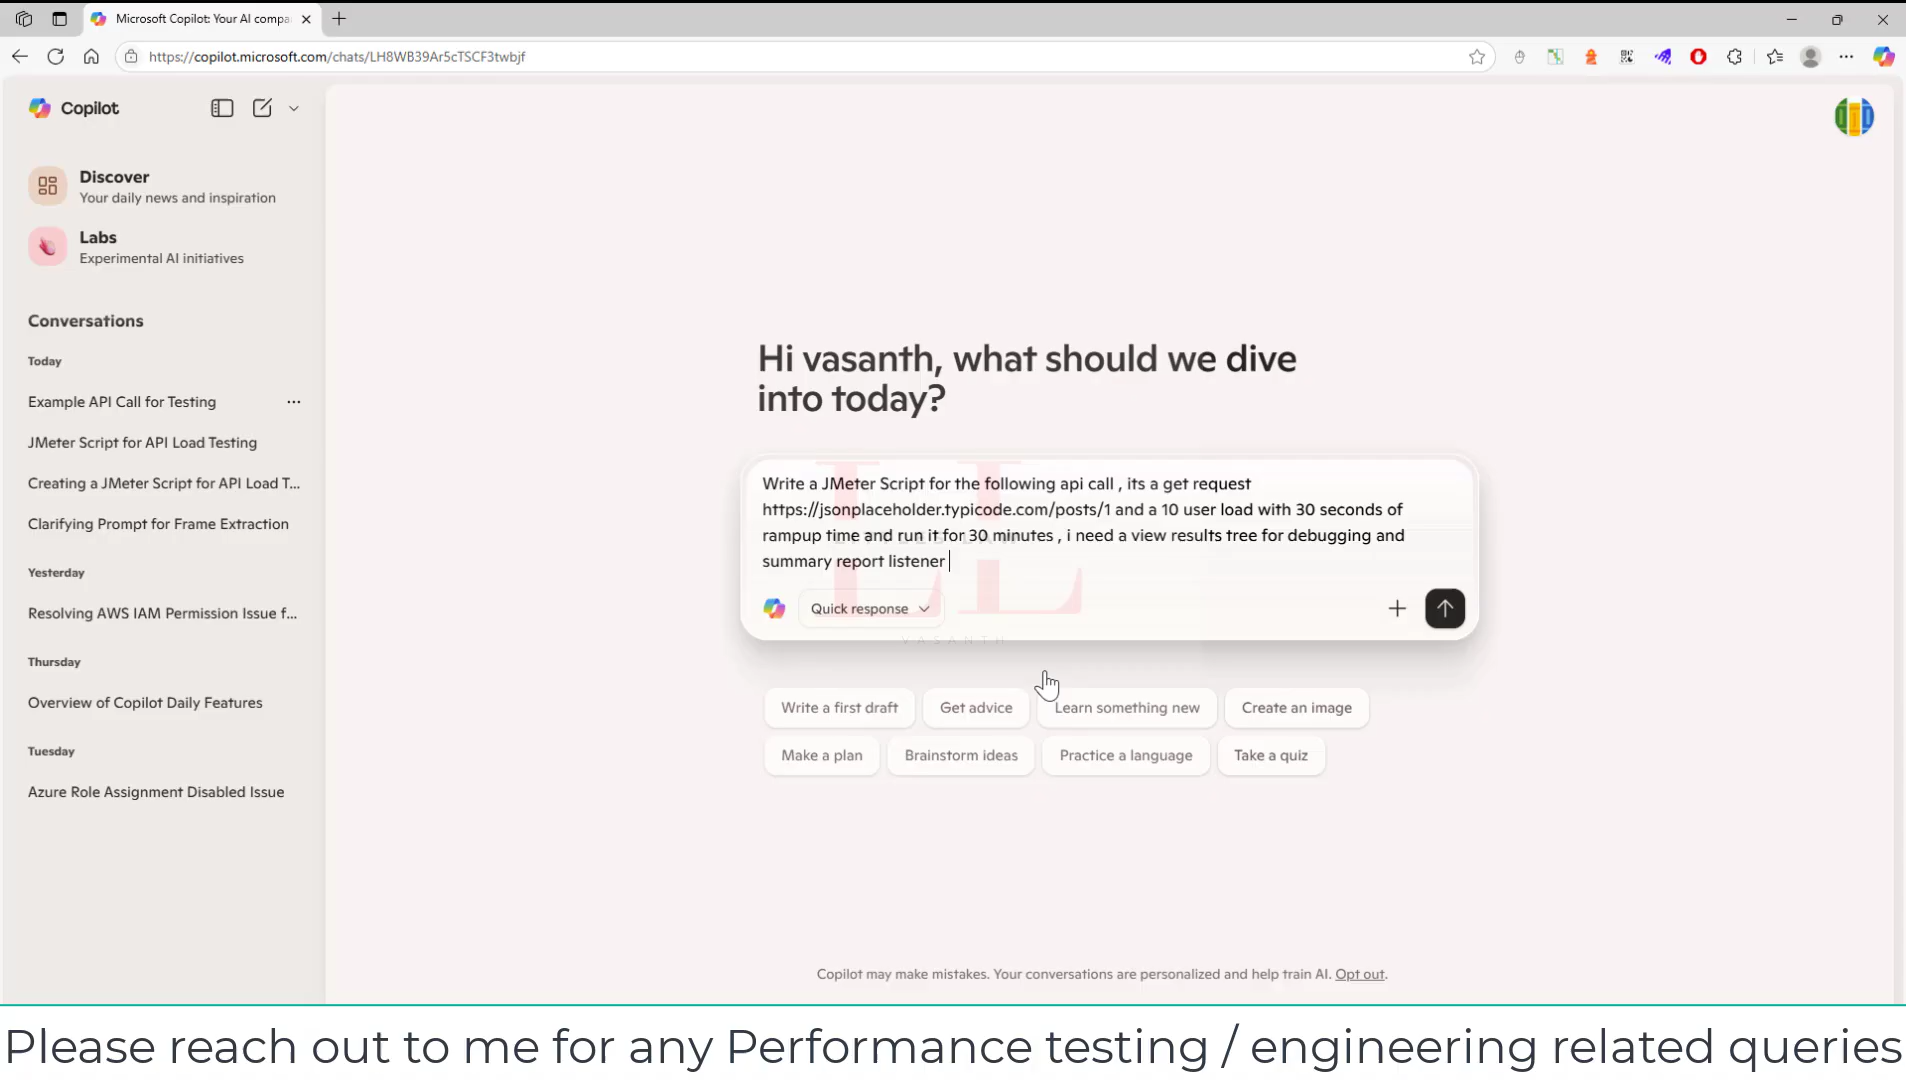 Microsoft Copilot: Your AI compa
https://copilot.microsoft.com/chats/LH8WB39Ar5cTSCF3twbjf
Copilot
Discover
Your daily news and inspiration
Labs
Experimental AI initiatives
Conversations
Today
Example API Call for Testing
JMeter Script for API Load Testing
Creating a JMeter Script for API Load T...
Clarifying Prompt for Frame Extraction
Yesterday
Resolving AWS IAM Permission Issue f...
Thursday
Overview of Copilot Daily Features
Tuesday
Azure Role Assignment Disabled Issue
Hi vasanth, what should we dive
into today?
Write a JMeter Script for the following api call , its a get request
https://jsonplaceholder.typicode.com/posts/1 and a 10 user load with 30 seconds of
rampup time and run it for 30 minutes , i need a view results tree for debugging and
summary report listener
Quick response
VASANTH
Write a first draft
Get advice
Learn something new
Create an image
Make a plan
Brainstorm ideas
Practice a language
Take a quiz
Copilot may make mistakes. Your conversations are personalized and help train AI. Opt out.
Please reach out to me for any Performance testing / engineering related queries